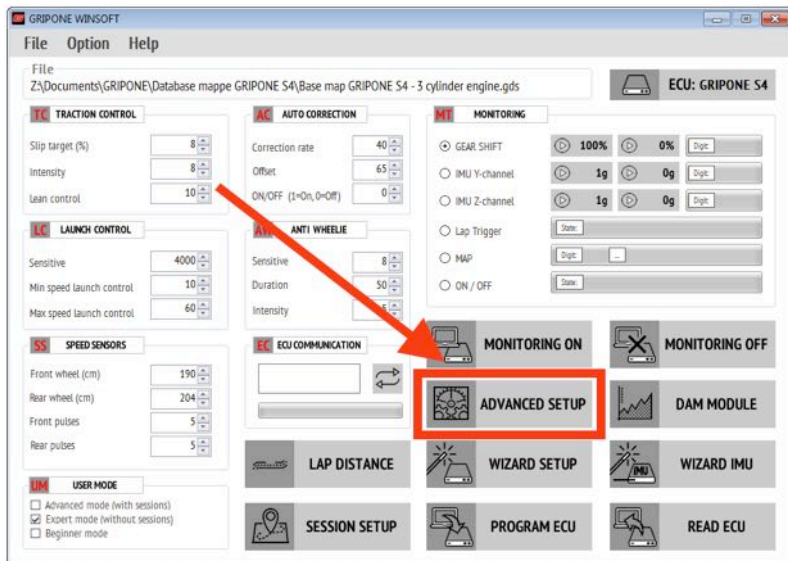 GRIPONE WINSOFT
File Option Help
File
Z:\Documents\GRIPONE\Database mappe GRIPONE S4\Base map GRIPONE S4 - 3 cylinder engine.gds
ECU: GRIPONE S4
TC TRACTION CONTROL
Slip target (%) 8
Intensity 8
Lean control 10
AC AUTO CORRECTION
Correction rate 40
Offset 65
ON/OFF (1=On, 0=Off) 0
MT MONITORING
GEAR SHIFT 100% 0% Digit:
IMU Y-channel 1g 0g Digit:
IMU Z-channel 1g 0g Digit:
Lap Trigger State:
MAP Digit: ...
ON / OFF State:
LC LAUNCH CONTROL
Sensitive 4000
Min speed launch control 10
Max speed launch control 60
ANTI WHEELIE
Sensitive 8
Duration 50
Intensity
SS SPEED SENSORS
Front wheel (cm) 190
Rear wheel (cm) 204
Front pulses 5
Rear pulses 5
EC ECU COMMUNICATION
MONITORING ON
MONITORING OFF
ADVANCED SETUP
DAM MODULE
LAP DISTANCE
WIZARD SETUP
IMU
WIZARD IMU
UM USER MODE
Advanced mode (with sessions)
Expert mode (without sessions)
Beginner mode
SESSION SETUP
PROGRAM ECU
READ ECU